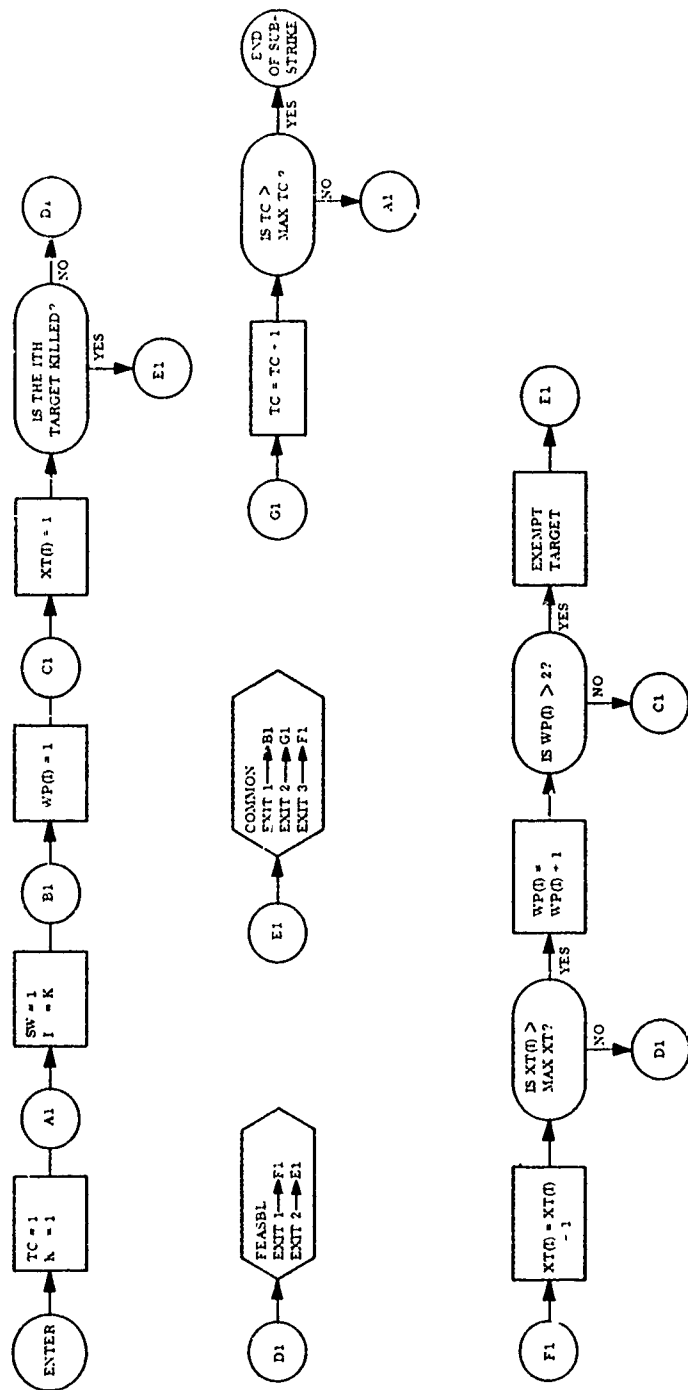 ENTER
TC = 1
K = 1
A1
SW = 1
I = K
B1
WP(I) = 1
C1
XT(I) = 1
IS THE ITH
TARGET KILLED?
NO
D1
YES
E1
D1
FEASBL
EXIT 1 → F1
EXIT 2 → E1
E1
COMMON
EXIT 1 → B1
EXIT 2 → G1
EXIT 3 → F1
G1
TC = TC - 1
IS TC >
MAX TC?
YES
END
OF SUB-
STRIKE
NO
A1
F1
XT(I) = XT(I)
- 1
IS XT(I) >
MAX XT?
NO
D1
YES
WP(I) =
WP(I) + 1
IS WP(I) > 2?
NO
C1
YES
EXEMPT
TARGET
E1